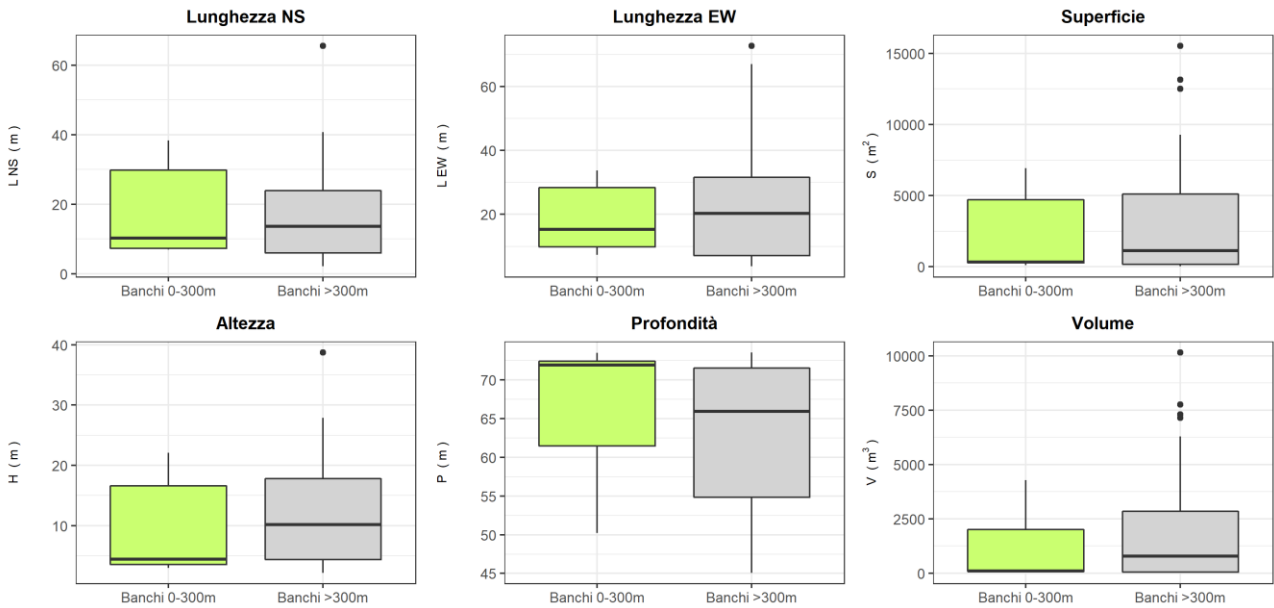 Lunghezza NS
L NS ( m )
60
40
20
0
Banchi 0-300m
Banchi >300m
Lunghezza EW
L EW ( m )
60
40
20
Banchi 0-300m
Banchi >300m
Superficie
S ( m² )
15000
10000
5000
0
Banchi 0-300m
Banchi >300m
Altezza
H ( m )
40
30
20
10
Banchi 0-300m
Banchi >300m
Profondità
P ( m )
70
65
60
55
50
45
Banchi 0-300m
Banchi >300m
Volume
V ( m³ )
10000
7500
5000
2500
0
Banchi 0-300m
Banchi >300m